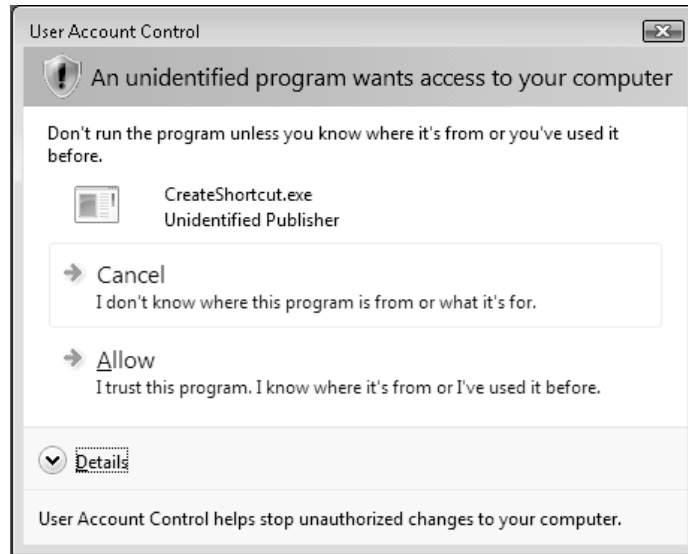 User Account Control
An unidentified program wants access to your computer
Don't run the program unless you know where it's from or you've used it
before.
CreateShortcut.exe
Unidentified Publisher
Cancel
I don't know where this program is from or what it's for.
Allow
I trust this program. I know where it's from or I've used it before.
Details
User Account Control helps stop unauthorized changes to your computer.